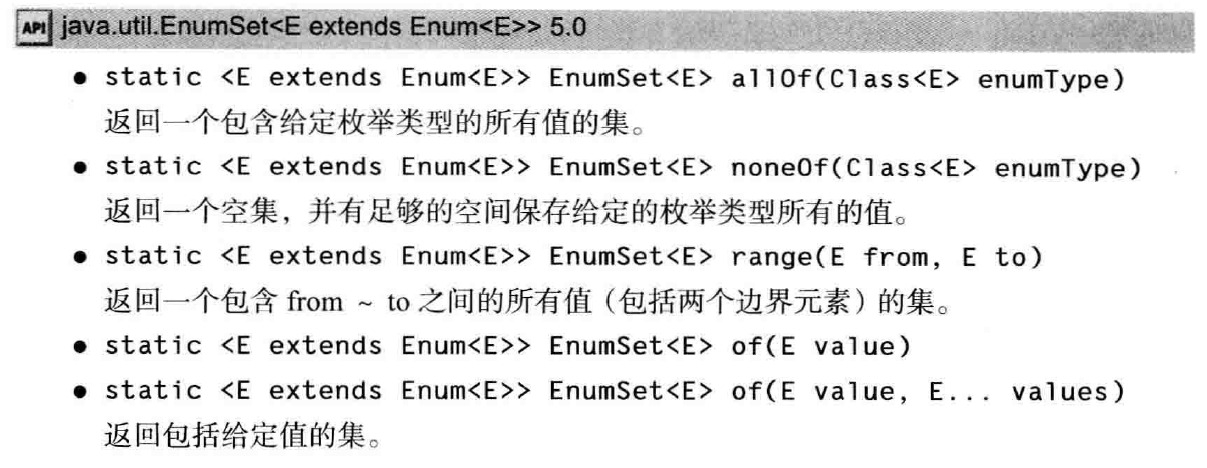 API java.util.EnumSet<E extends Enum<E>> 5.0
● static <E extends Enum<E>> EnumSet<E> allOf(Class<E> enumType)
返回一个包含给定枚举类型的所有值的集。
● static <E extends Enum<E>> EnumSet<E> noneOf(Class<E> enumType)
返回一个空集，并有足够的空间保存给定的枚举类型所有的值。
● static <E extends Enum<E>> EnumSet<E> range(E from, E to)
返回一个包含 from ~ to 之间的所有值（包括两个边界元素）的集。
● static <E extends Enum<E>> EnumSet<E> of(E value)
● static <E extends Enum<E>> EnumSet<E> of(E value, E... values)
返回包括给定值的集。